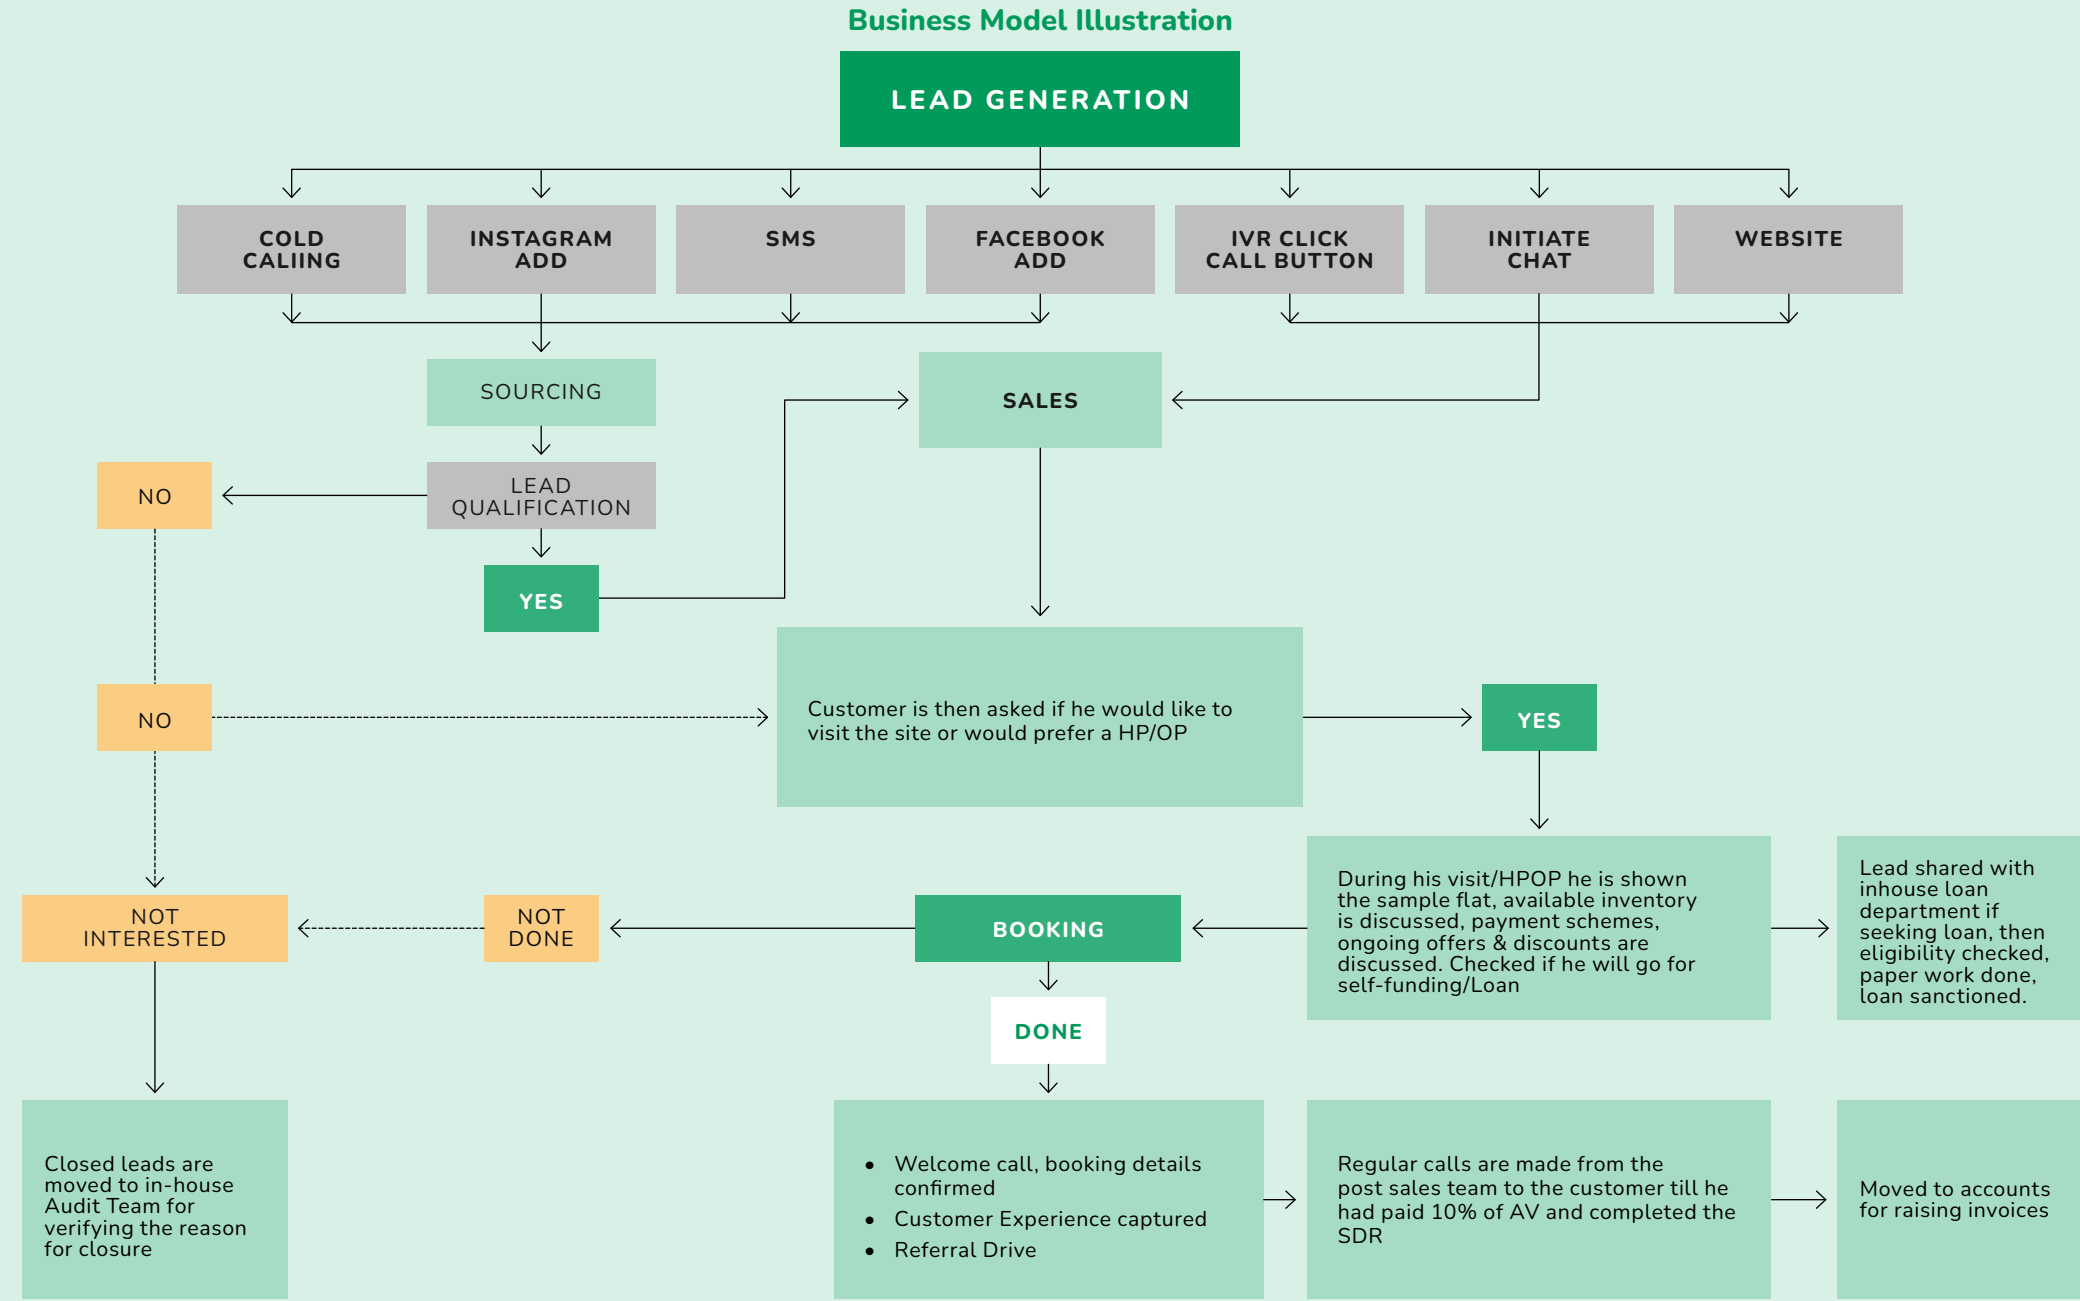 Business Model Illustration
LEAD GENERATION
COLD
CALIING
INSTAGRAM
ADD
SMS
FACEBOOK
ADD
IVR CLICK
CALL BUTTON
INITIATE
CHAT
WEBSITE
SOURCING
SALES
NO
LEAD
QUALIFICATION
YES
NO
Customer is then asked if he would like to
visit the site or would prefer a HP/OP
YES
NOT
INTERESTED
NOT
DONE
BOOKING
During his visit/HPOP he is shown
the sample flat, available inventory
is discussed, payment schemes,
ongoing offers & discounts are
discussed. Checked if he will go for
self-funding/Loan
Lead shared with
inhouse loan
department if
seeking loan, then
eligibility checked,
paper work done,
loan sanctioned.
DONE
Closed leads are
moved to in-house
Audit Team for
verifying the reason
for closure
• Welcome call, booking details
confirmed
• Customer Experience captured
• Referral Drive
Regular calls are made from the
post sales team to the customer till he
had paid 10% of AV and completed the
SDR
Moved to accounts
for raising invoices